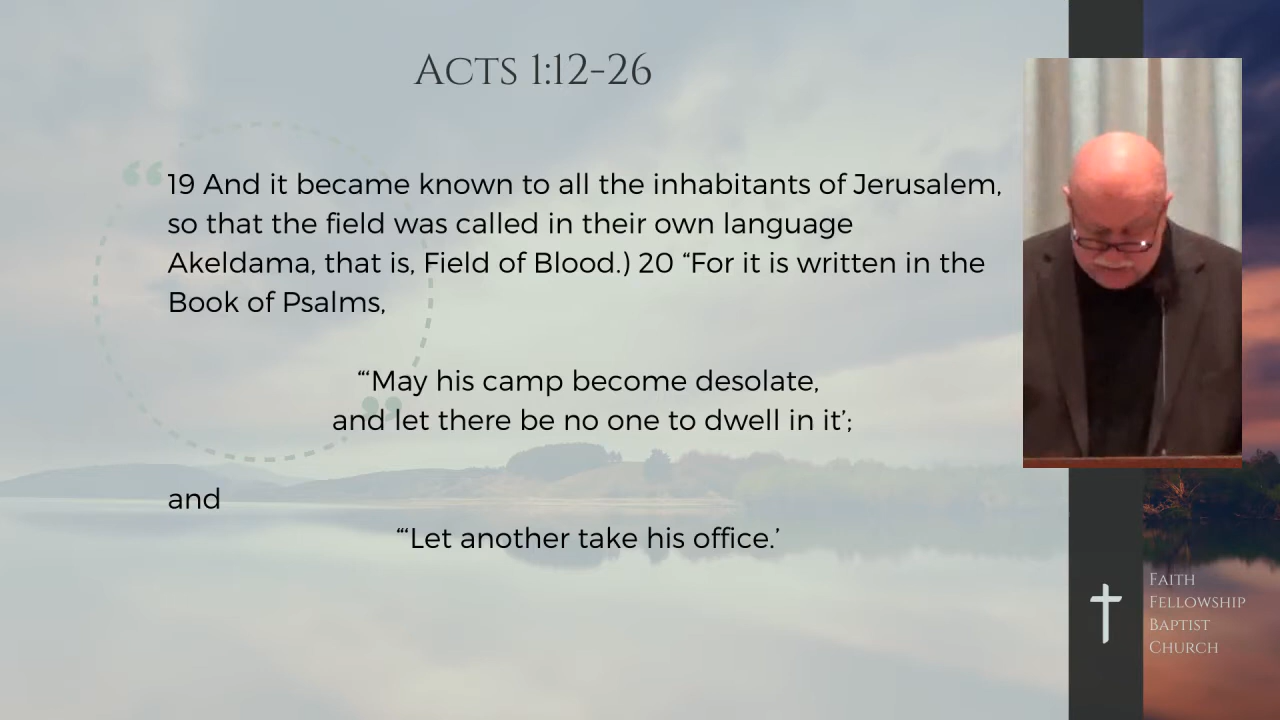 Acts 1:12-26
19 And it became known to all the inhabitants of Jerusalem,
so that the field was called in their own language
Akeldama, that is, Field of Blood.) 20 “For it is written in the
Book of Psalms,
“‘May his camp become desolate,
and let there be no one to dwell in it’;
and
“‘Let another take his office.’
Faith
Fellowship
Baptist
Church